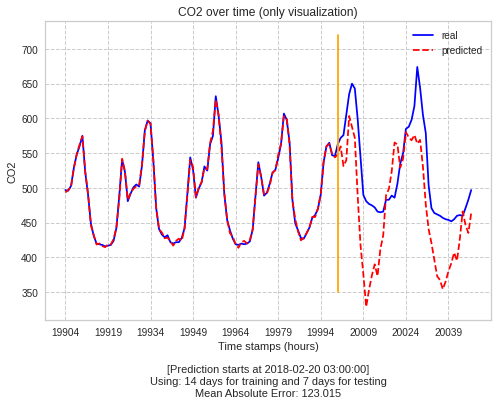 CO2 over time (only visualization)
real
predicted
CO2
700
650
600
550
500
450
400
350
19904 19919 19934 19949 19964 19979 19994 20009 20024 20039
Time stamps (hours)
[Prediction starts at 2018-02-20 03:00:00]
Using: 14 days for training and 7 days for testing
Mean Absolute Error: 123.015